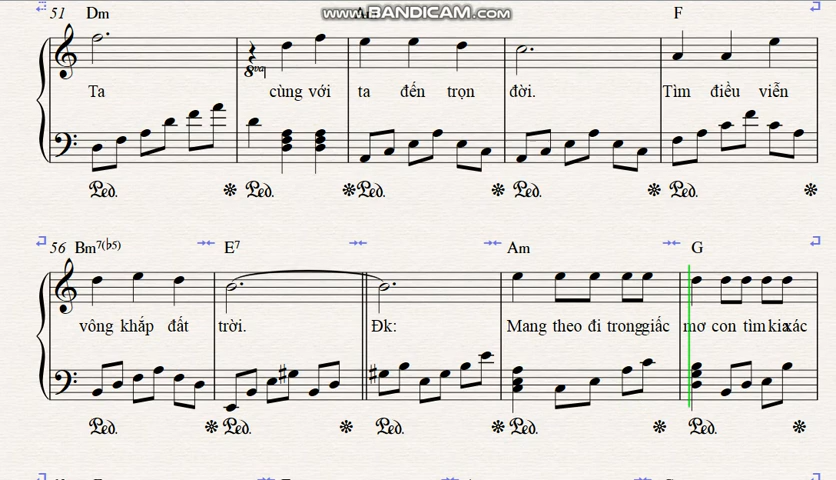 www.BANDICAM.com
51 Dm Am F
8va
Ta cùng với ta đến trọn đời. Tìm điều viễn
Ped. Ped. Ped. Ped. Ped.
56 Bm7(b5) E7 Am G
vông khắp đất trời. Đk: Mang theo đi trong giấc mơ con tìm kia xác
Ped. Ped. Ped. Ped. Ped.